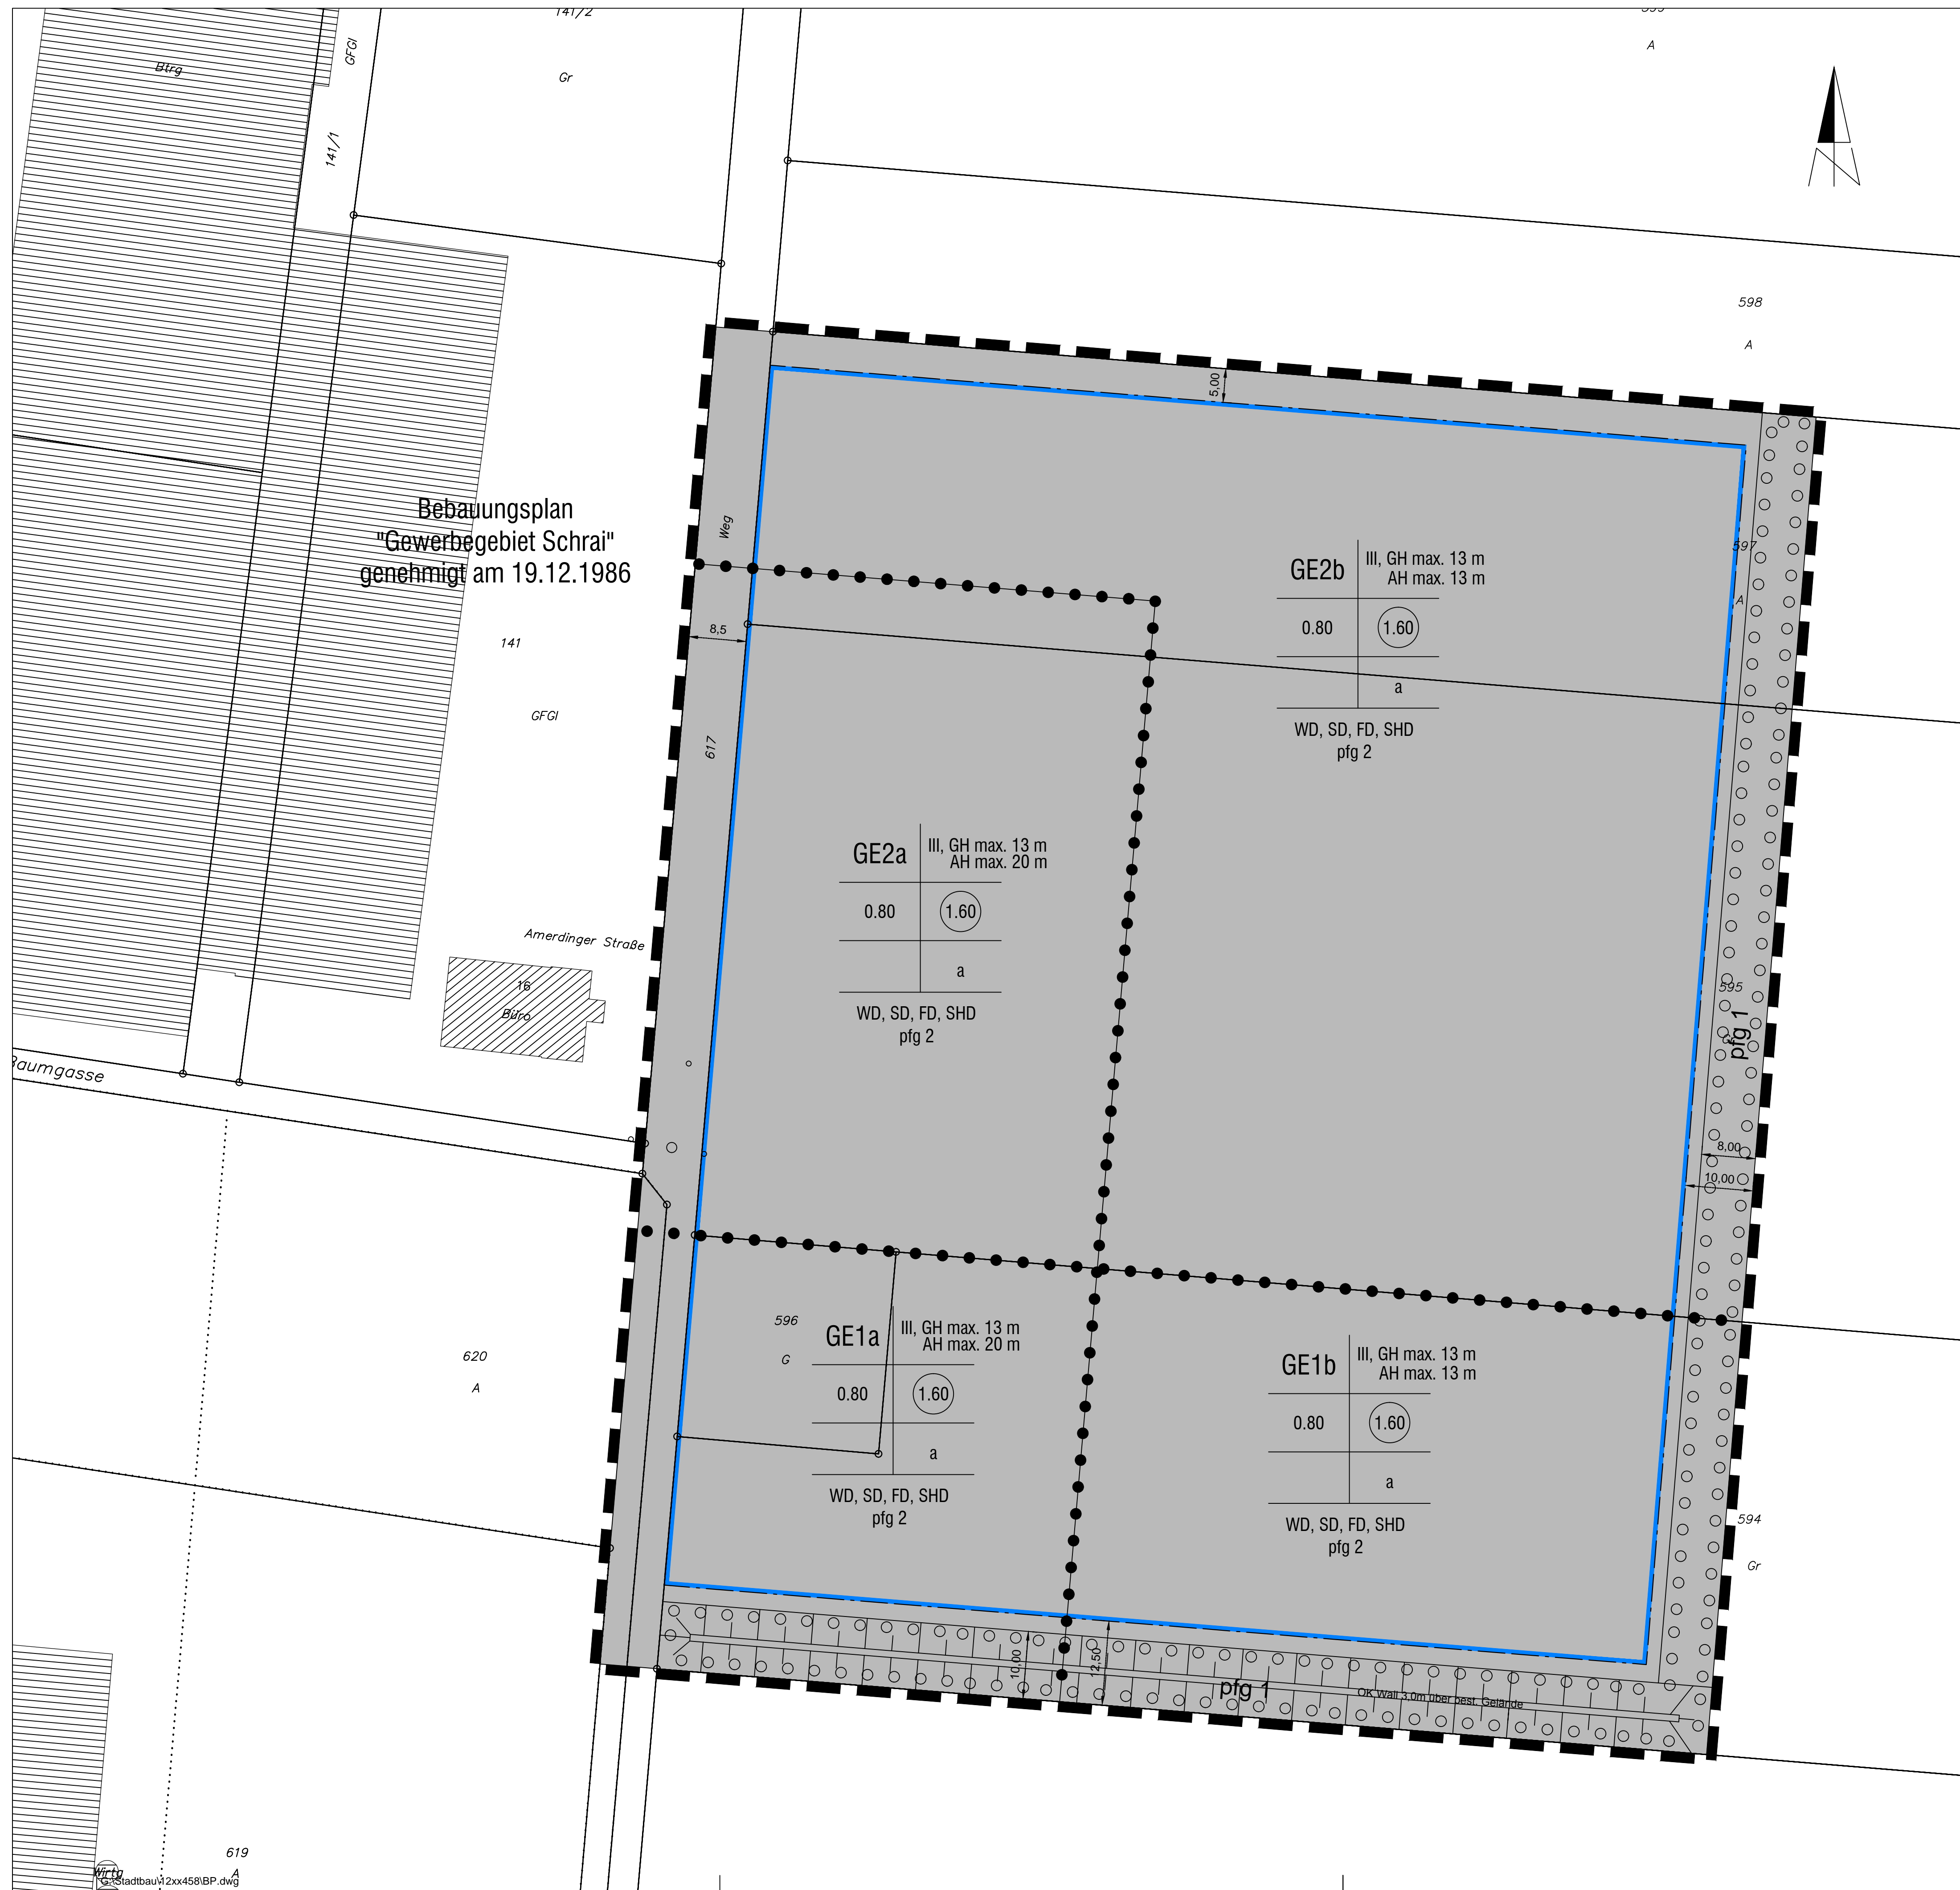 141/2
599
A
Btrg
GFGI
Gr
141/1
598
A
5,00
Bebauungsplan
"Gewerbegebiet Schrai"
genehmigt am 19.12.1986
Weg
597
A
GE2b
III, GH max. 13 m
AH max. 13 m
0.80
1.60
a
WD, SD, FD, SHD
pfg 2
8,5
141
GFGI
617
GE2a
III, GH max. 13 m
AH max. 20 m
0.80
1.60
a
WD, SD, FD, SHD
pfg 2
Amerdinger Straße
16
Büro
595
pfg 1
Baumgasse
8,00
10,00
596
G
GE1a
III, GH max. 13 m
AH max. 20 m
0.80
1.60
a
WD, SD, FD, SHD
pfg 2
GE1b
III, GH max. 13 m
AH max. 13 m
0.80
1.60
a
WD, SD, FD, SHD
pfg 2
620
A
594
Gr
10,00
12,50
pfg 1
OK Wall 3,0m über best. Gelände
619
A
Wirtg
G:\Stadtbau\12xx458\BP.dwg